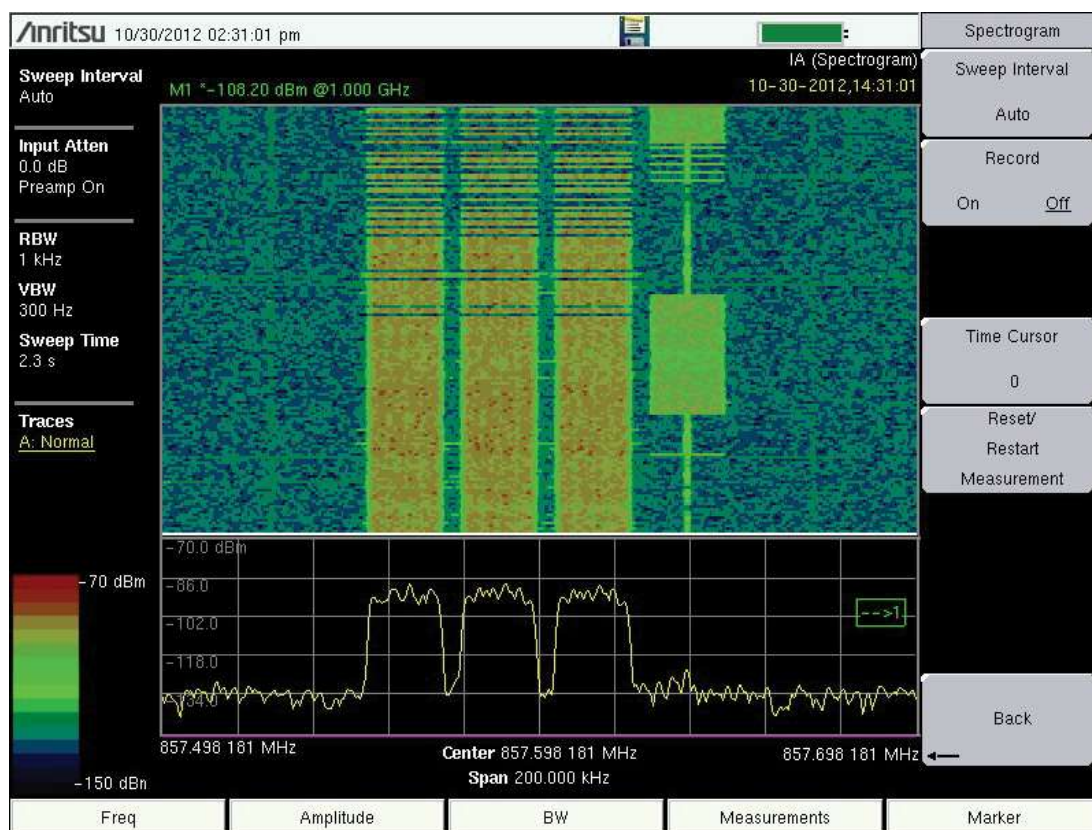 Anritsu 10/30/2012 02:31:01 pm
Spectrogram
IA (Spectrogram)
M1 *-108.20 dBm @1.000 GHz
10-30-2012,14:31:01
Sweep Interval
Auto
Input Atten
0.0 dB
Preamp On
RBW
1 kHz
VBW
300 Hz
Sweep Time
2.3 s
Traces
A: Normal
-70 dBm
-150 dBn
-70.0 dBm
-86.0
-102.0
-118.0
-134.0
-->1
857.498 181 MHz
Center 857.598 181 MHz
857.698 181 MHz
Span 200.000 kHz
Sweep Interval
Auto
Record
On Off
Time Cursor
0
Reset/
Restart
Measurement
Back
Freq
Amplitude
BW
Measurements
Marker